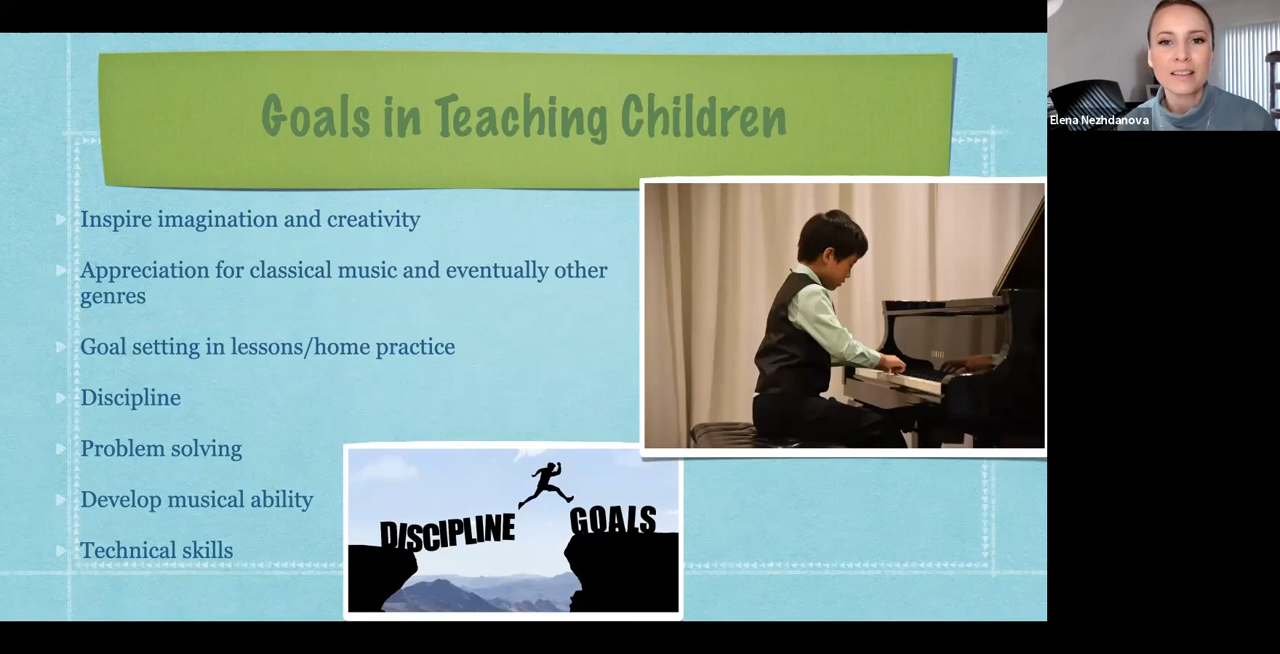 Goals in Teaching Children
Elena Nezhdanova
Inspire imagination and creativity
Appreciation for classical music and eventually other
genres
Goal setting in lessons/home practice
Discipline
Problem solving
Develop musical ability
Technical skills
DISCIPLINE
GOALS